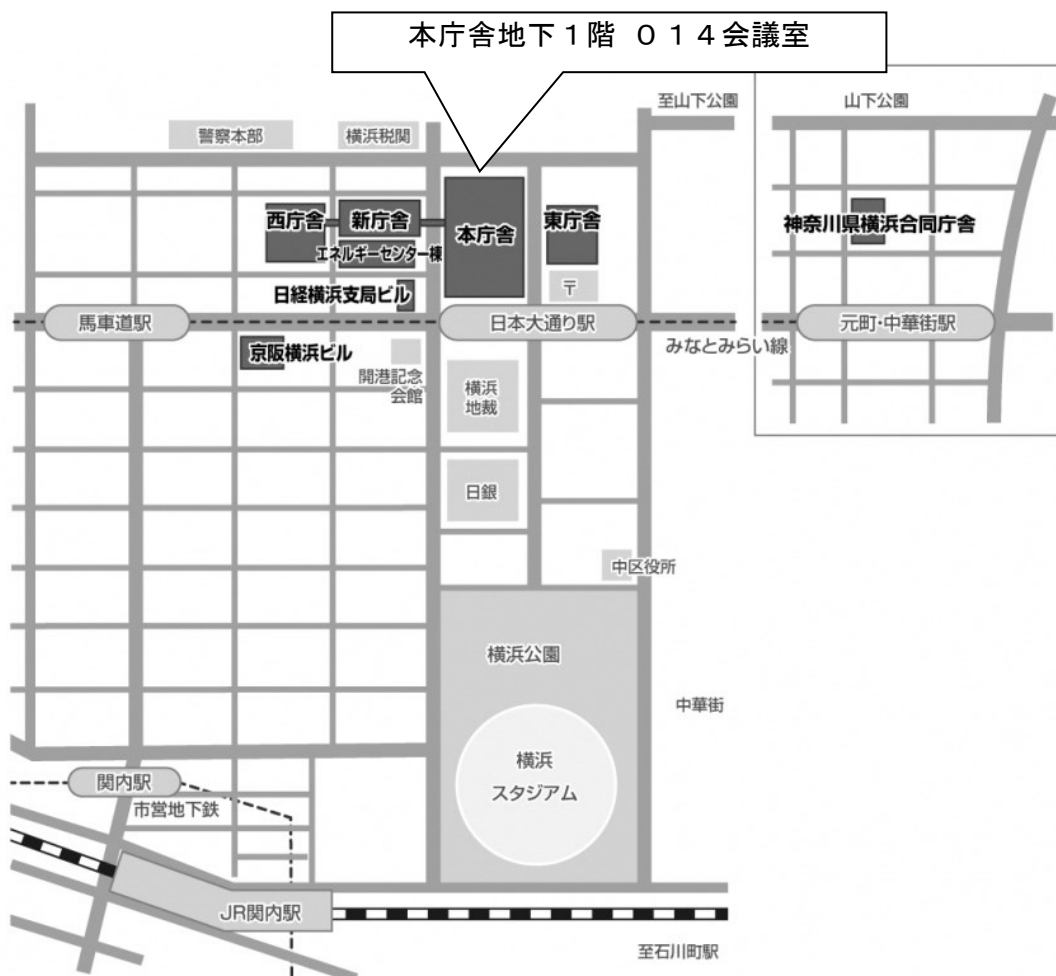 本庁舎地下1階 014会議室
至山下公園
山下公園
警察本部
横浜税関
西庁舎
新庁舎
本庁舎
東庁舎
神奈川県横浜合同庁舎
エネルギーセンター棟
日経横浜支局ビル
〒
馬車道駅
日本大通り駅
元町・中華街駅
みなとみらい線
京阪横浜ビル
開港記念
会館
横浜
地裁
日銀
中区役所
横浜公園
中華街
横浜
スタジアム
関内駅
市営地下鉄
JR関内駅
至石川町駅